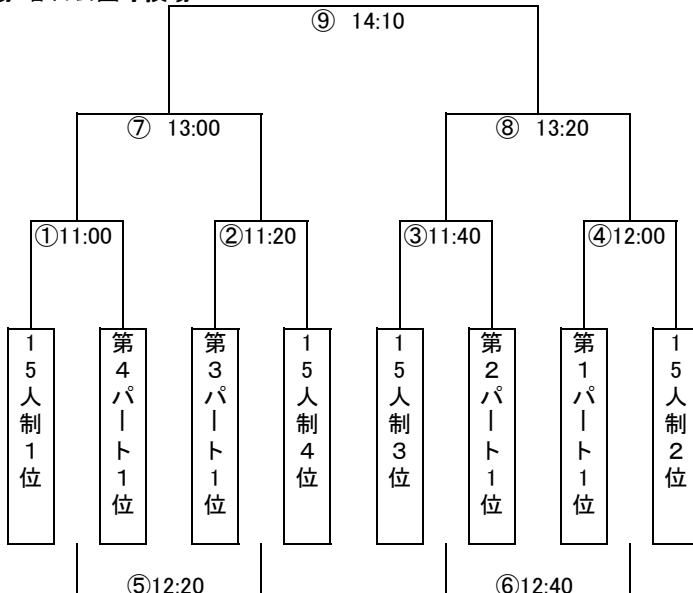 ⑨ 14:10
⑦ 13:00
⑧ 13:20
①11:00
②11:20
③11:40
④12:00
15人制1位
第4パート1位
第3パート1位
15人制4位
15人制3位
第2パート1位
第1パート1位
15人制2位
⑤12:20
⑥12:40